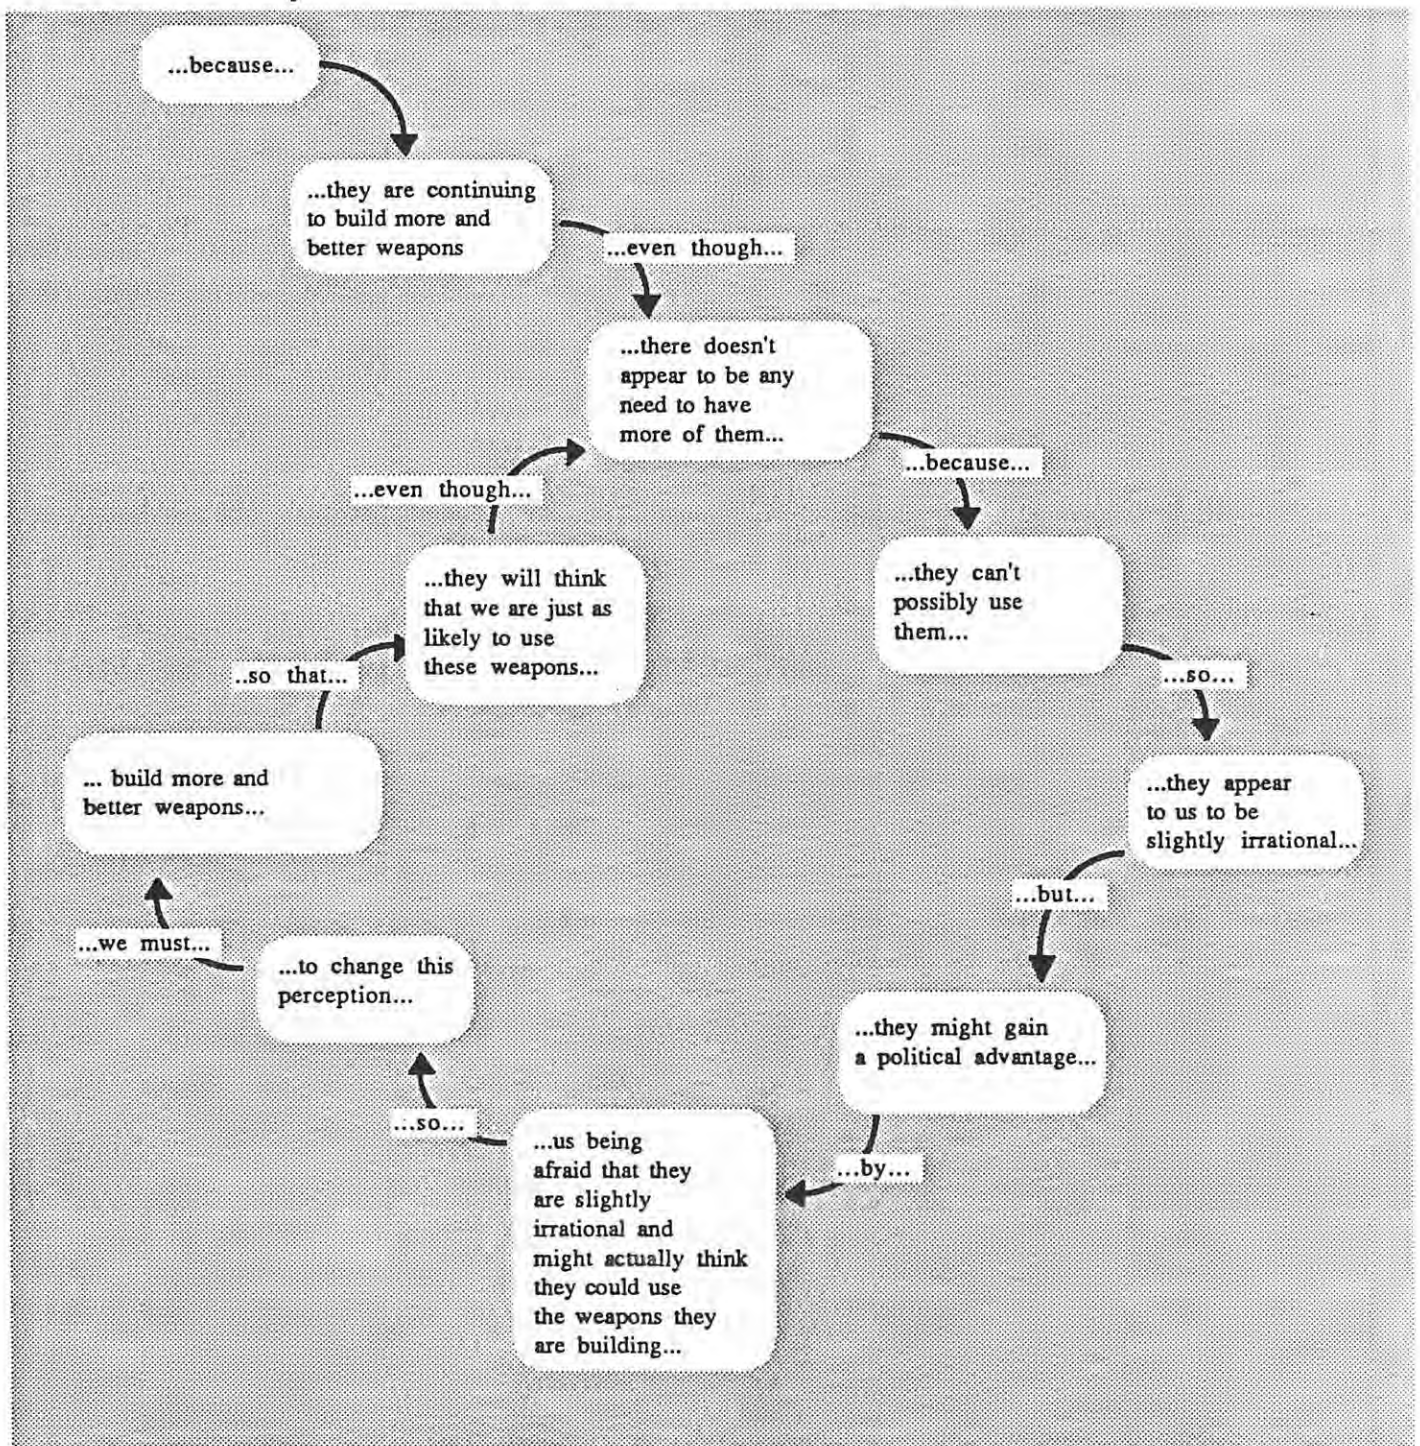 ...because...
...they are continuing
to build more and
better weapons
...even though...
...there doesn't
appear to be any
need to have
more of them...
...because...
...they can't
possibly use
them...
...so...
...they appear
to us to be
slightly irrational...
...but...
...they might gain
a political advantage...
...by...
...us being
afraid that they
are slightly
irrational and
might actually think
they could use
the weapons they
are building...
...so...
...to change this
perception...
...we must...
... build more and
better weapons...
..so that...
...they will think
that we are just as
likely to use
these weapons...
...even though...